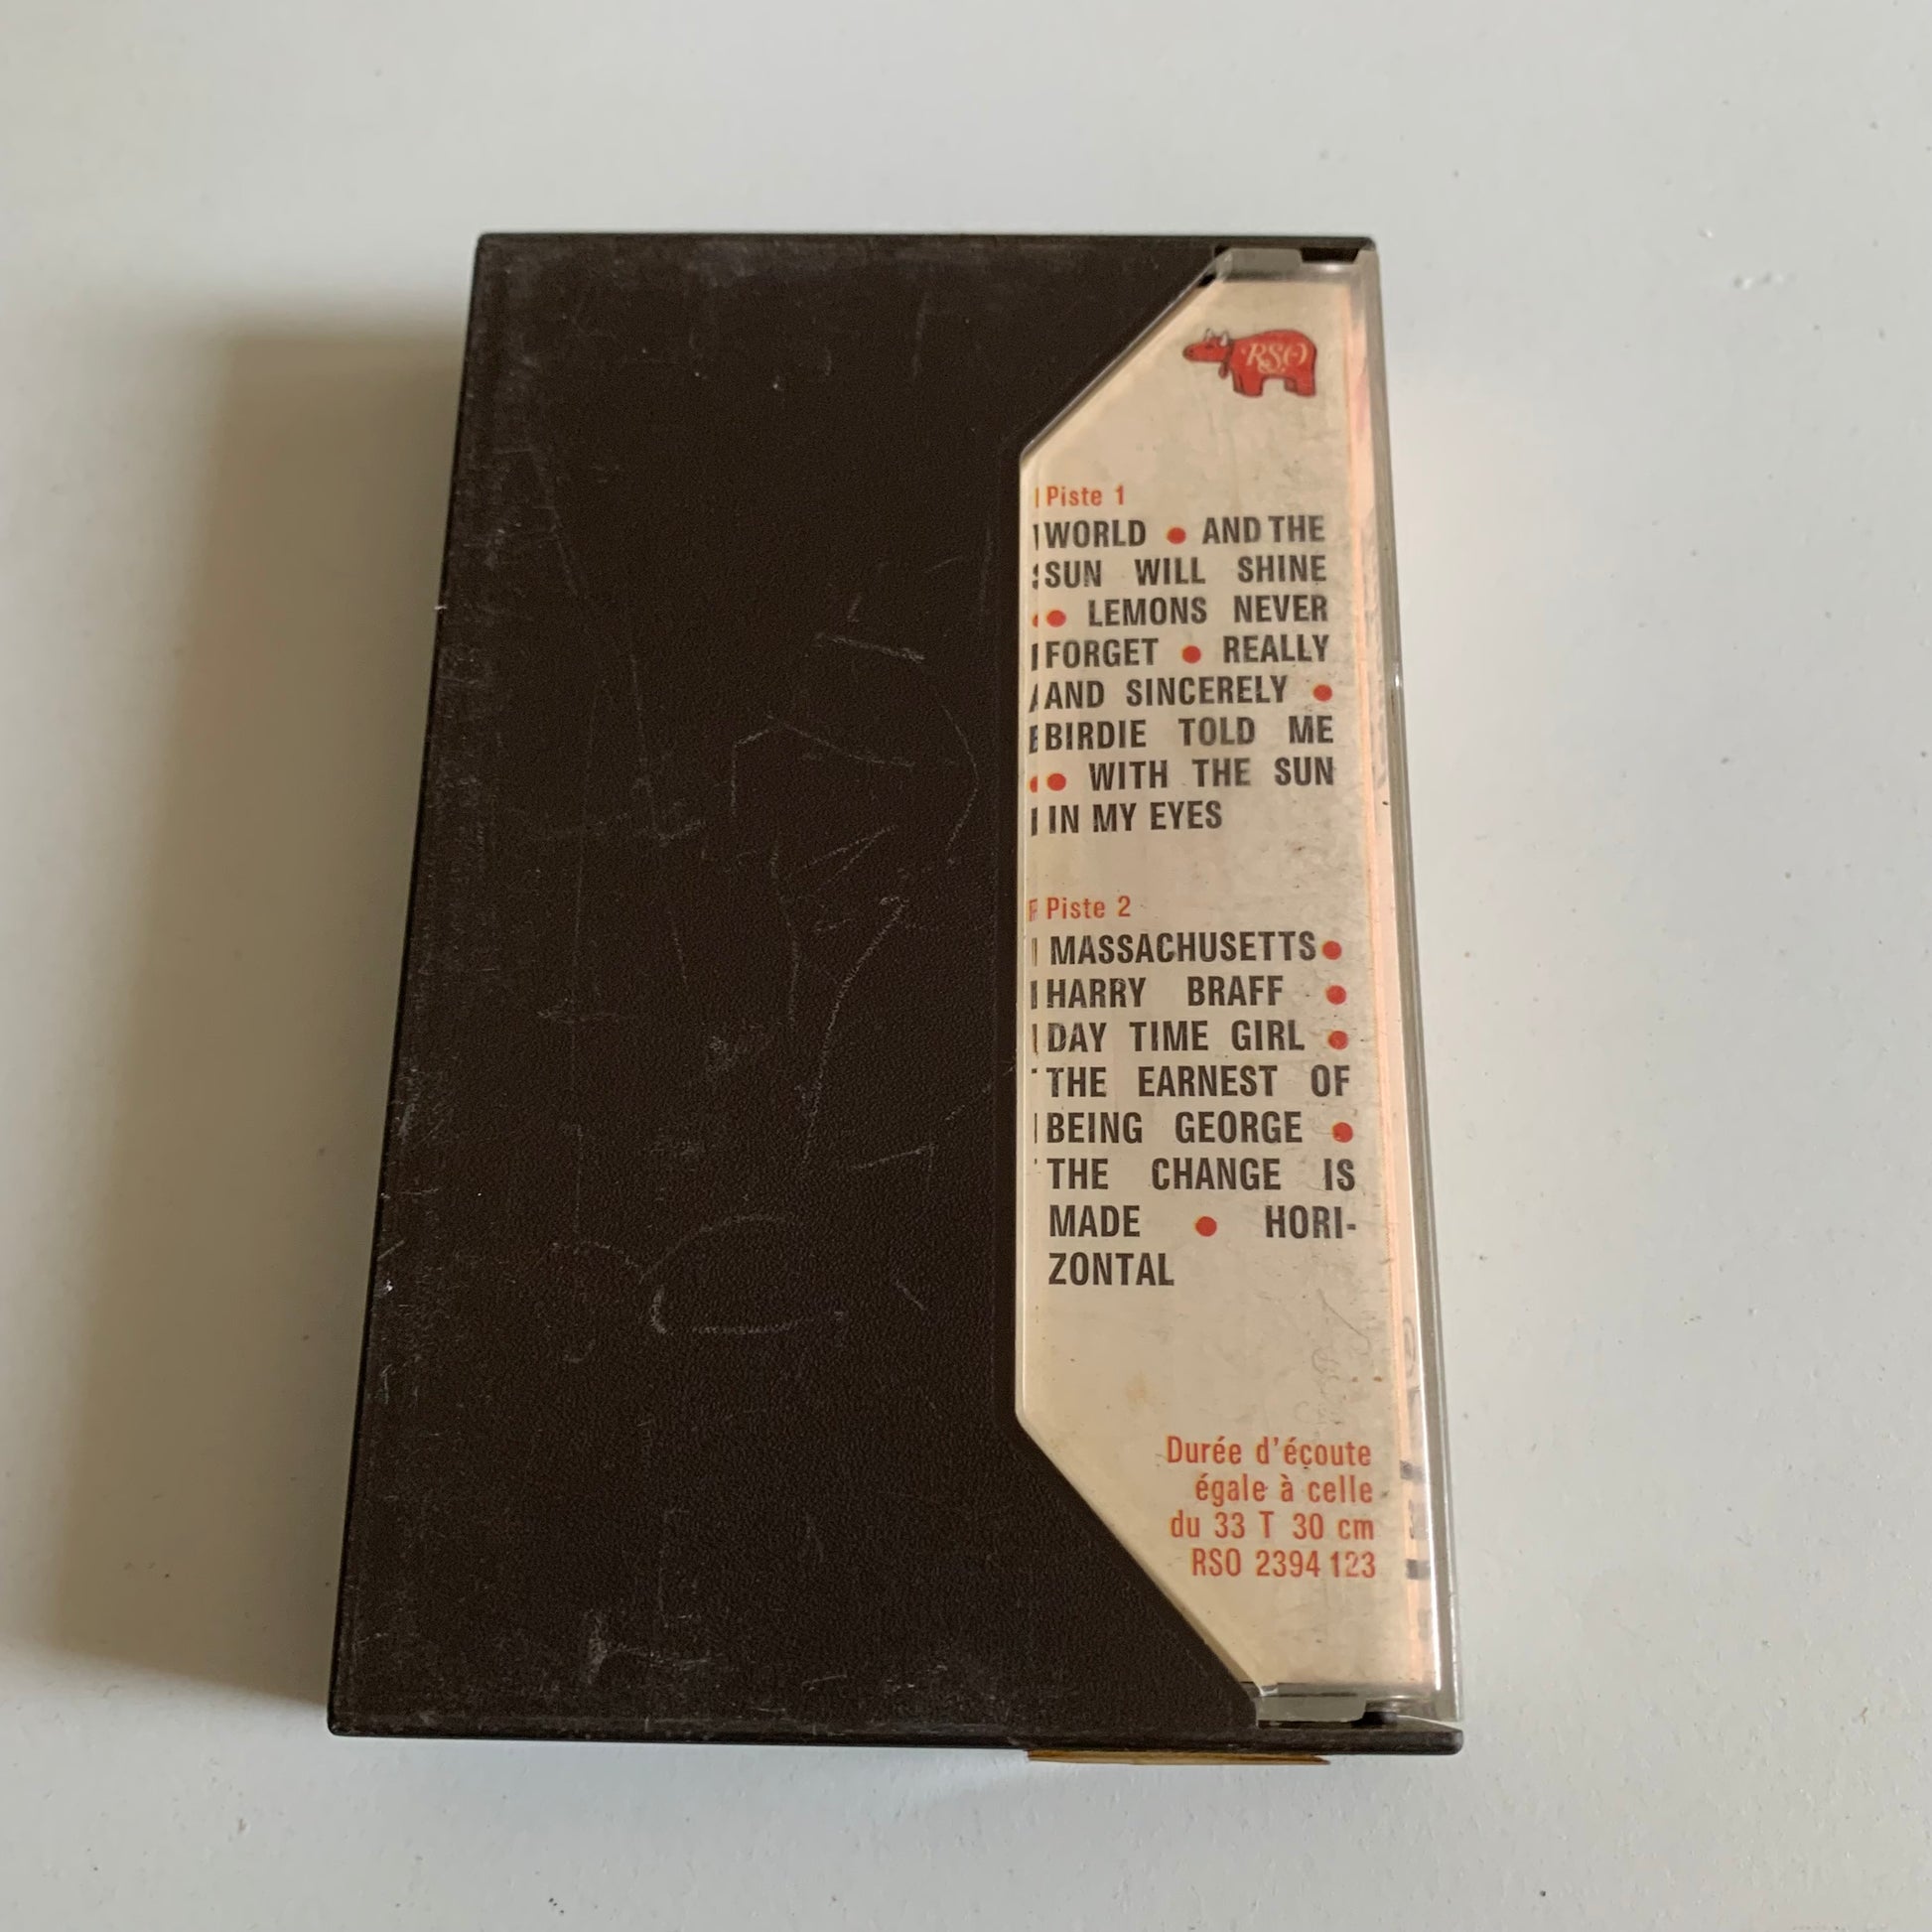 RSO
Piste 1
WORLD ● AND THE
SUN WILL SHINE
● LEMONS NEVER
FORGET ● REALLY
AND SINCERELY ●
BIRDIE TOLD ME
● WITH THE SUN
IN MY EYES
Piste 2
MASSACHUSETTS●
HARRY BRAFF ●
DAY TIME GIRL ●
THE EARNEST OF
BEING GEORGE ●
THE CHANGE IS
MADE ● HORI-
ZONTAL
Durée d'écoute
égale à celle
du 33 T 30 cm
RSO 2394 123